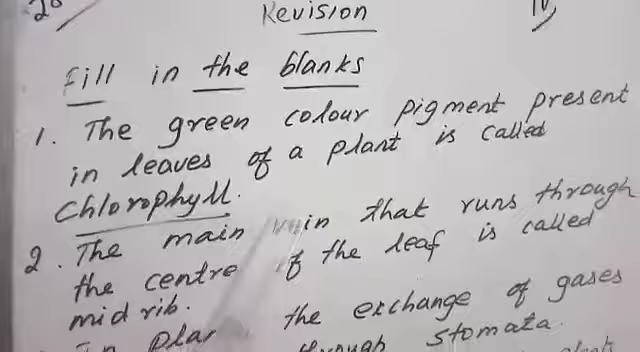 Revision
Fill in the blanks
1. The green colour pigment present
in leaves of a plant is called
Chlorophyll.
2. The main vein that runs through
the centre of the leaf is called
mid rib.
the exchange of gases
through stomata.